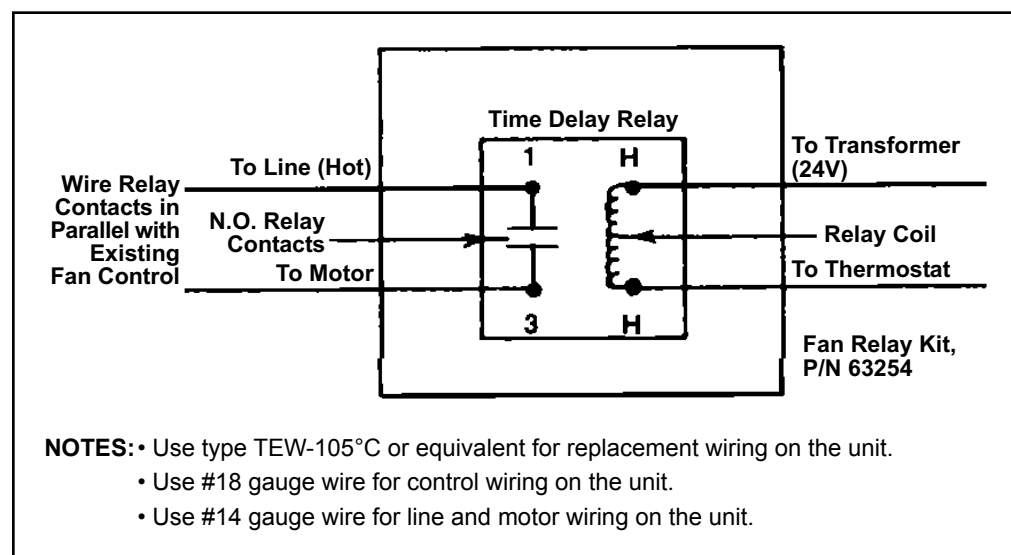 Time Delay Relay
1 H
To Line (Hot)
To Transformer
(24V)
Wire Relay
Contacts in
Parallel with
Existing
Fan Control
N.O. Relay
Contacts
Relay Coil
To Motor
To Thermostat
3 H
Fan Relay Kit,
P/N 63254
NOTES: • Use type TEW-105°C or equivalent for replacement wiring on the unit.
• Use #18 gauge wire for control wiring on the unit.
• Use #14 gauge wire for line and motor wiring on the unit.